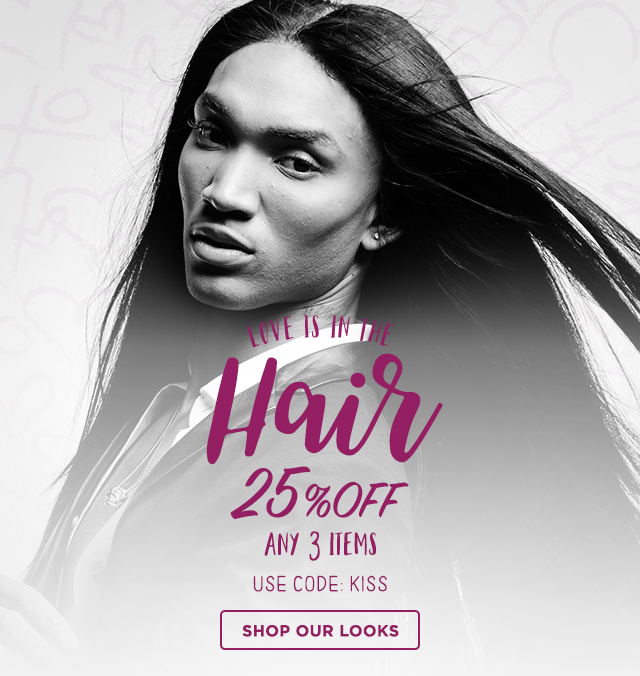 LOVE IS IN THE
Hair
25% OFF
ANY 3 ITEMS
USE CODE: KISS
SHOP OUR LOOKS